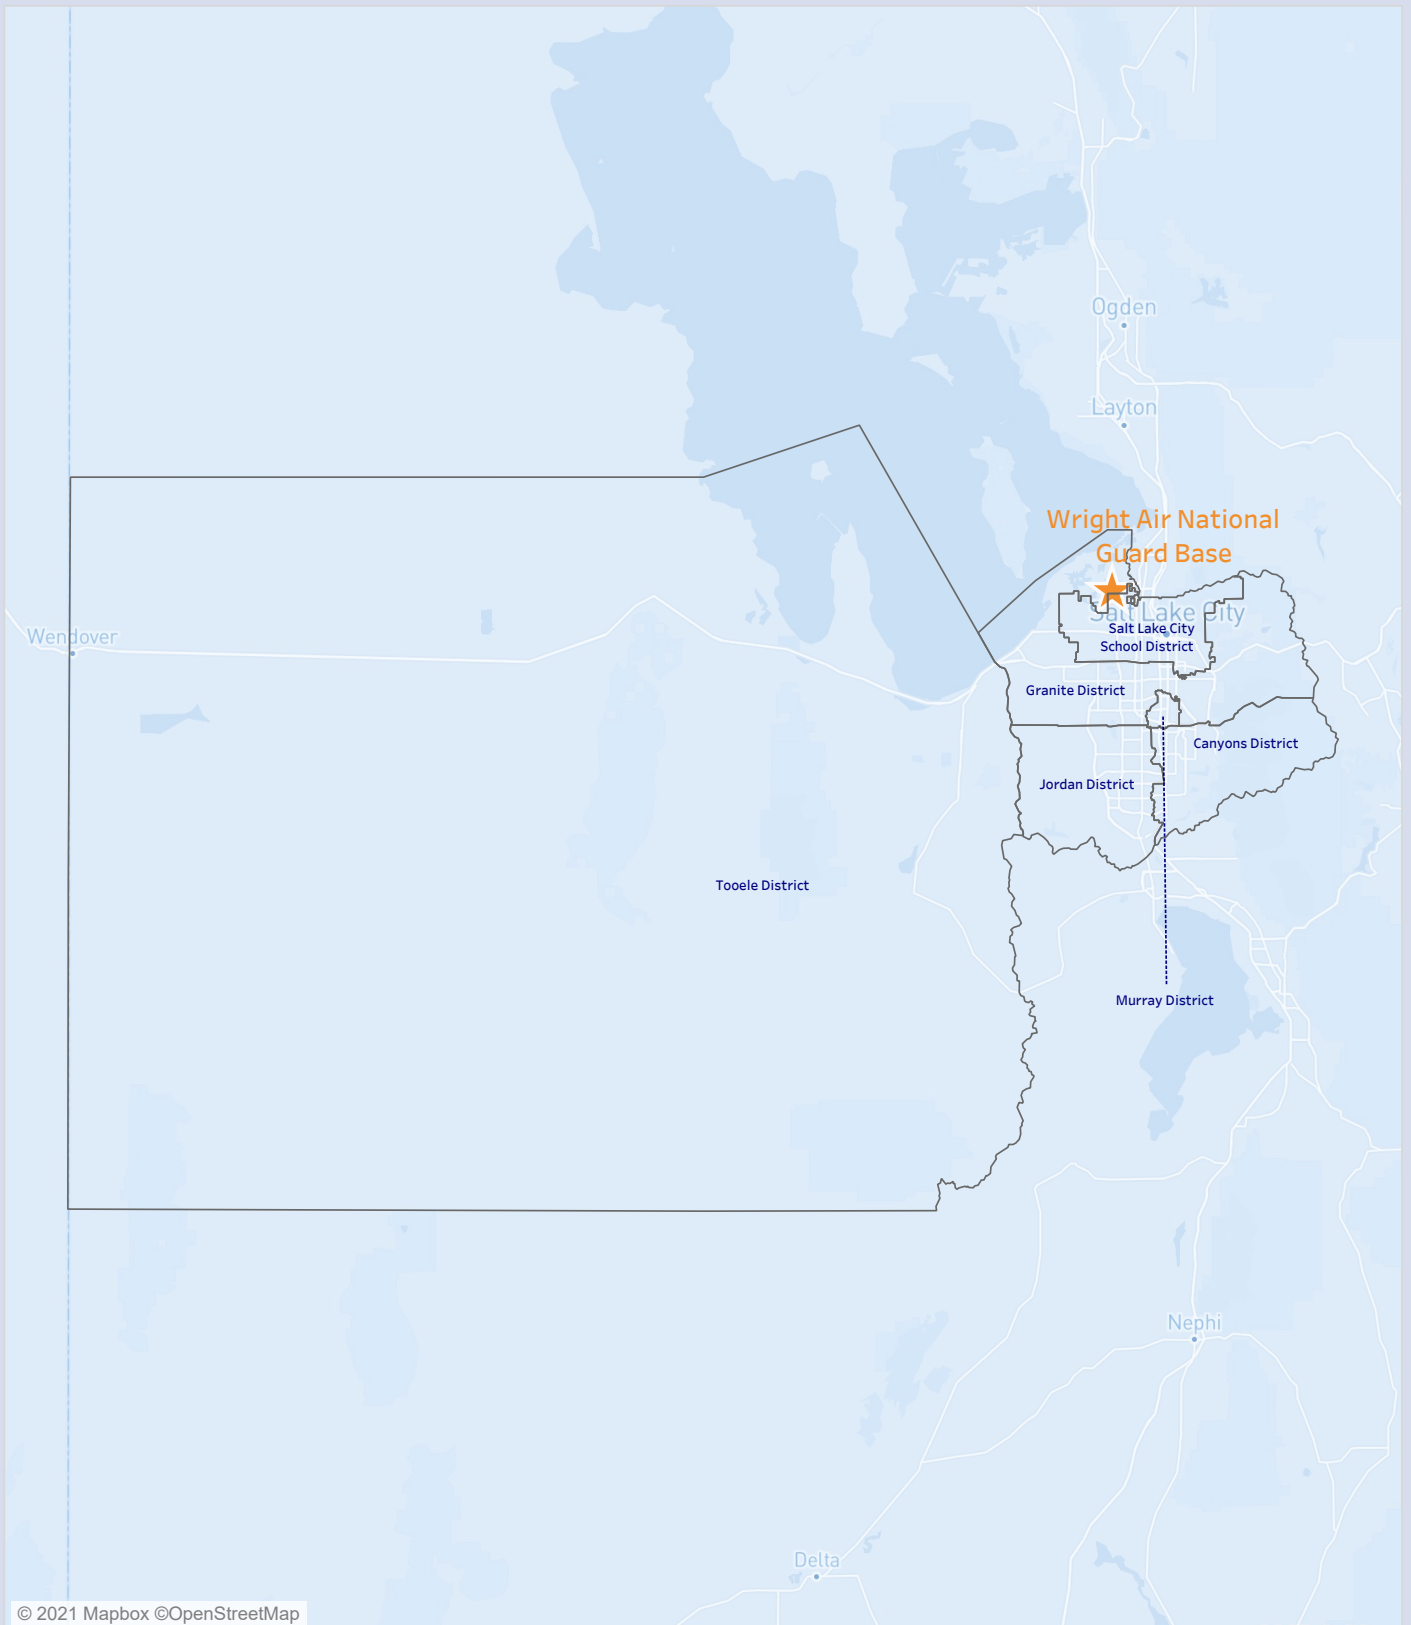 Ogden
Layton
Wright Air National
Guard Base
Salt Lake City
Salt Lake City
School District
Wendover
Granite District
Canyons District
Jordan District
Tooele District
Murray District
Nephi
Delta
© 2021 Mapbox ©OpenStreetMap